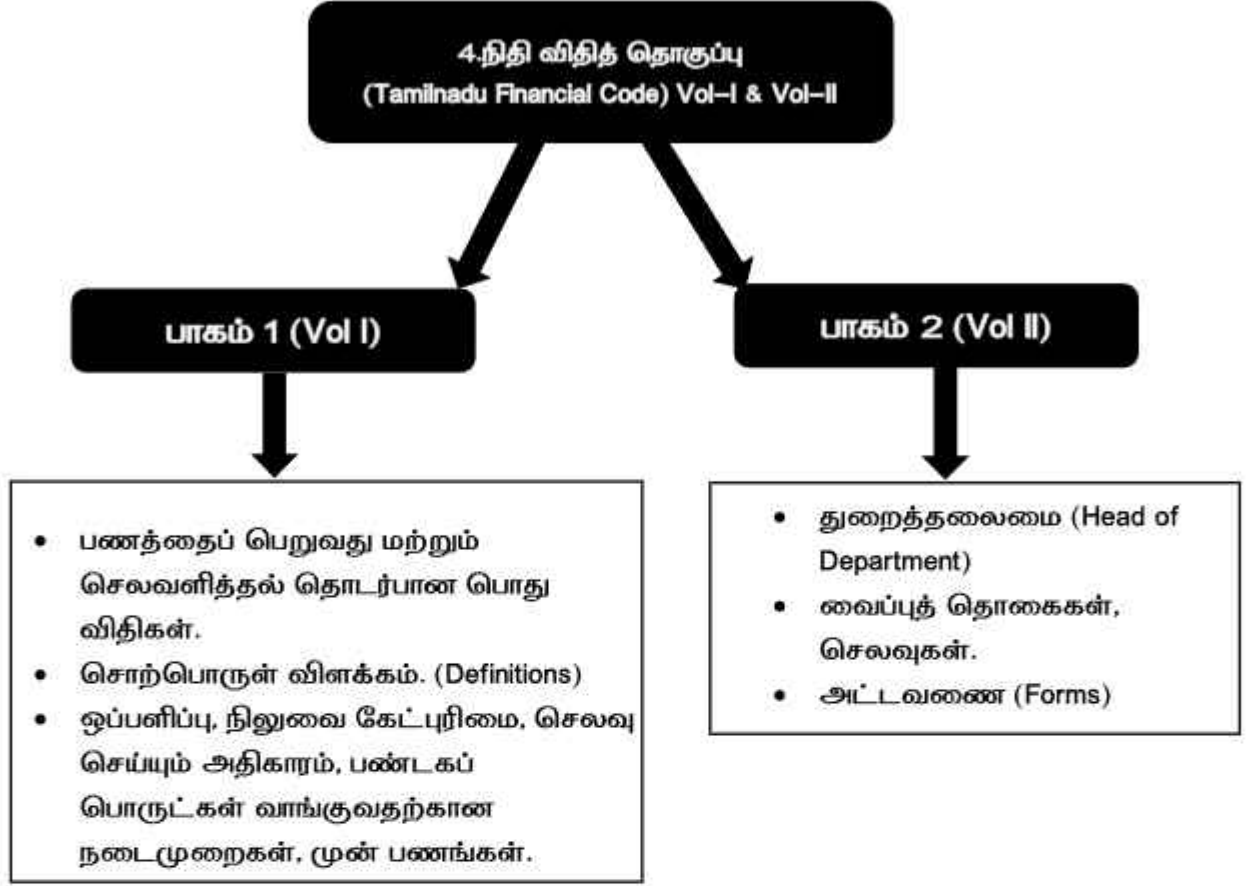 4.நிதி விதித் தொகுப்பு
(Tamilnadu Financial Code) Vol-I & Vol-II
பாகம் 1 (Vol I)
பாகம் 2 (Vol II)
• பணத்தைப் பெறுவது மற்றும்
செலவளித்தல் தொடர்பான பொது
விதிகள்.
• சொற்பொருள் விளக்கம். (Definitions)
• ஒப்பளிப்பு, நிலுவை கேட்புரிமை, செலவு
செய்யும் அதிகாரம், பண்டகப்
பொருட்கள் வாங்குவதற்கான
நடைமுறைகள், முன் பணங்கள்.
• துறைத்தலைமை (Head of
Department)
• வைப்புத் தொகைகள்,
செலவுகள்.
• அட்டவணை (Forms)